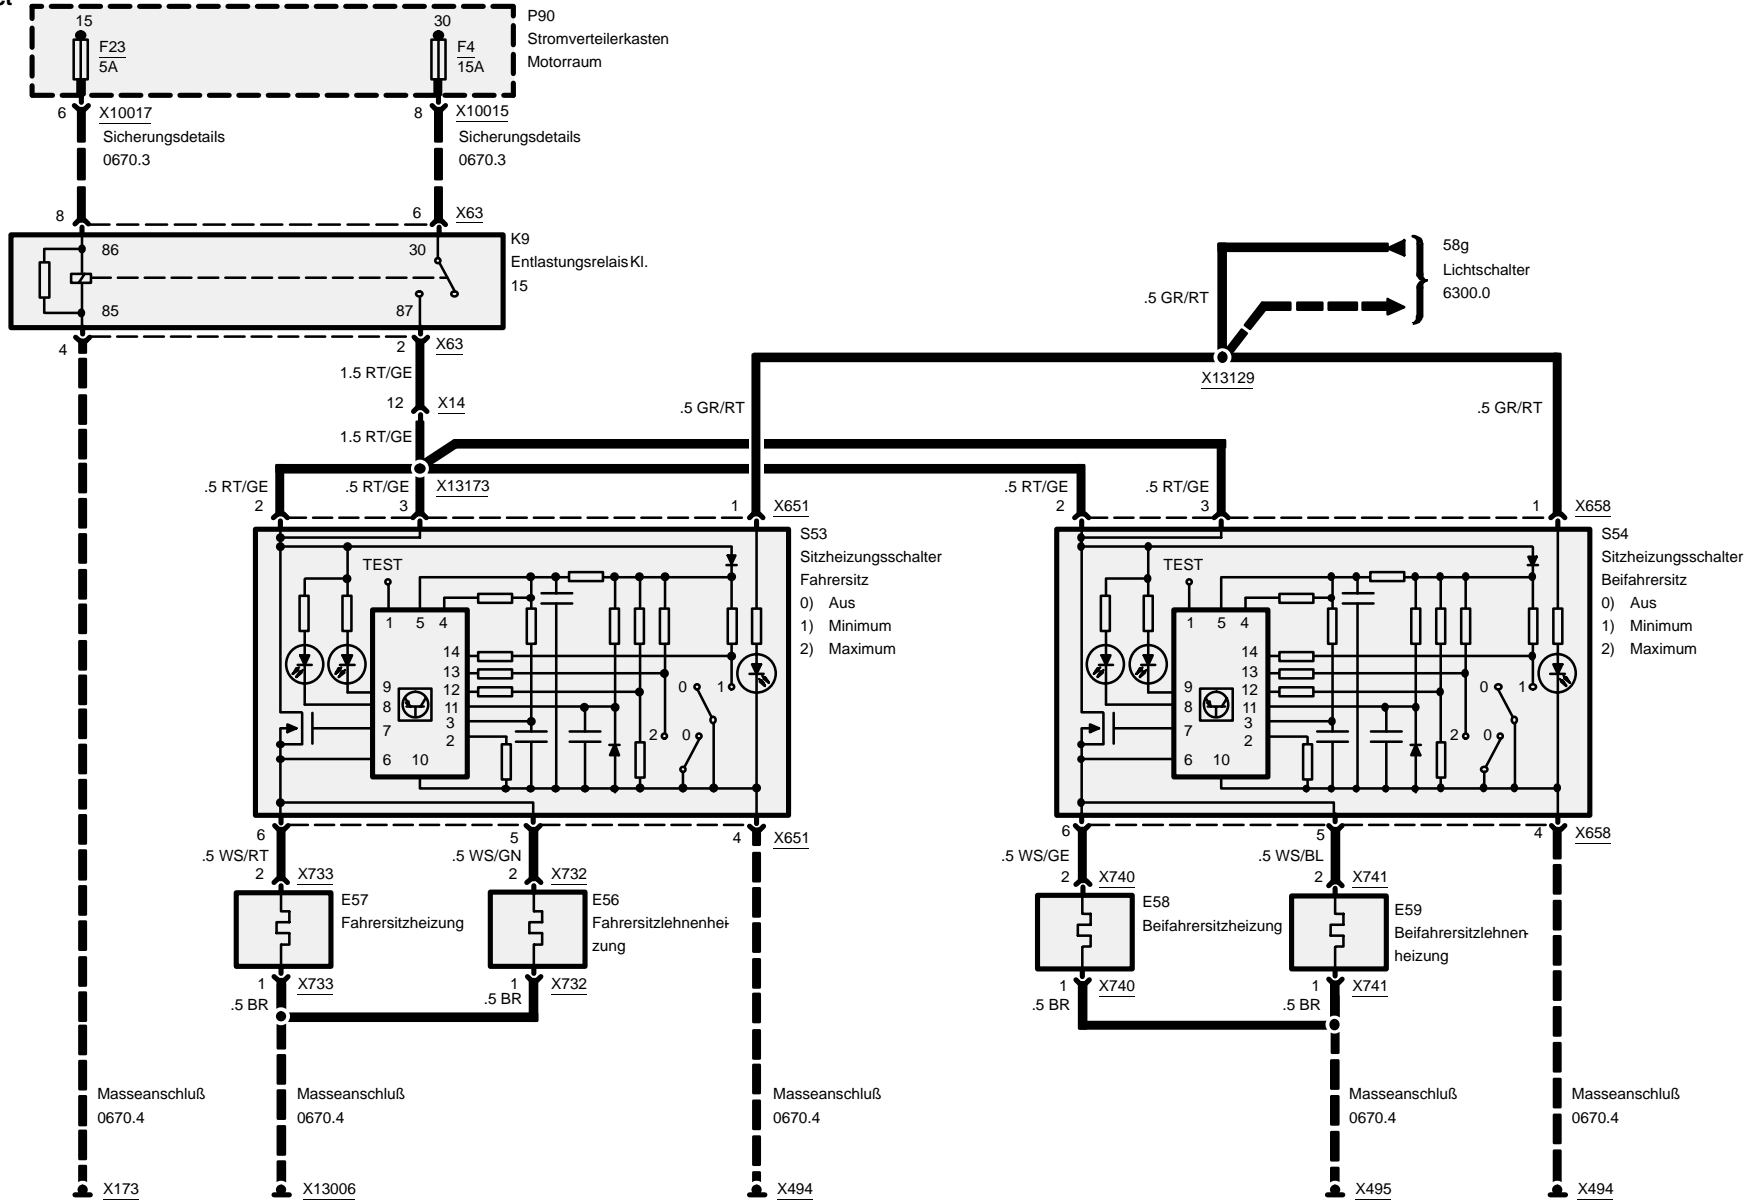 15
30
P90
F23
F4
Stromverteilerkasten
5A
15A
Motorraum
6
X10017
8
X10015
Sicherungsdetails
Sicherungsdetails
0670.3
0670.3
8
6
X63
86
30
K9
Entlastungsrelais Kl.
15
85
87
4
2
X63
1.5 RT/GE
12
X14
1.5 RT/GE
58g
Lichtschalter
6300.0
.5 GR/RT
X13129
.5 GR/RT
.5 GR/RT
.5 RT/GE
.5 RT/GE
X13173
.5 RT/GE
.5 RT/GE
2
3
1
X651
2
3
1
X658
S53
Sitzheizungsschalter
Fahrersitz
0) Aus
1) Minimum
2) Maximum
TEST
1
5
4
14
13
12
11
3
2
9
8
7
6
10
0
1
2
0
S54
Sitzheizungsschalter
Beifahrersitz
0) Aus
1) Minimum
2) Maximum
TEST
1
5
4
14
13
12
11
3
2
9
8
7
6
10
0
1
2
0
6
5
4
X651
6
5
4
X658
.5 WS/RT
.5 WS/GN
.5 WS/GE
.5 WS/BL
2
X733
2
X732
2
X740
2
X741
E57
Fahrersitzheizung
E56
Fahrersitzlehnenhei-
zung
E58
Beifahrersitzheizung
E59
Beifahrersitzlehnen-
heizung
1
X733
1
X732
1
X740
1
X741
.5 BR
.5 BR
.5 BR
.5 BR
Masseanschluß
0670.4
Masseanschluß
0670.4
Masseanschluß
0670.4
Masseanschluß
0670.4
Masseanschluß
0670.4
X173
X13006
X494
X495
X494